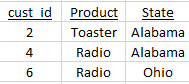 cust_id Product State
2 Toaster Alabama
4 Radio Alabama
6 Radio Ohio